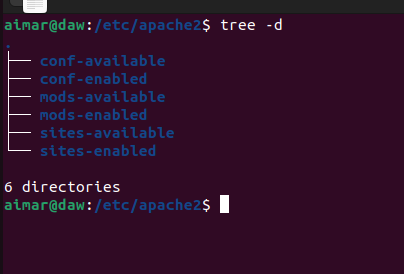 aimar@daw:/etc/apache2$ tree -d
.
├── conf-available
├── conf-enabled
├── mods-available
├── mods-enabled
├── sites-available
└── sites-enabled
6 directories
aimar@daw:/etc/apache2$